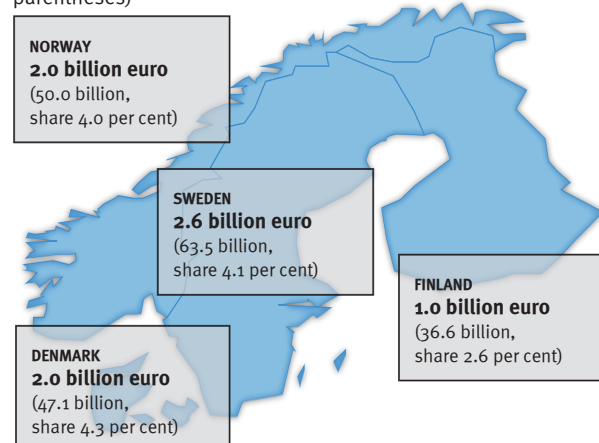 parentheses)
NORWAY
2.0 billion euro
(50.0 billion,
share 4.0 per cent)
SWEDEN
2.6 billion euro
(63.5 billion,
share 4.1 per cent)
FINLAND
1.0 billion euro
(36.6 billion,
share 2.6 per cent)
DENMARK
2.0 billion euro
(47.1 billion,
share 4.3 per cent)